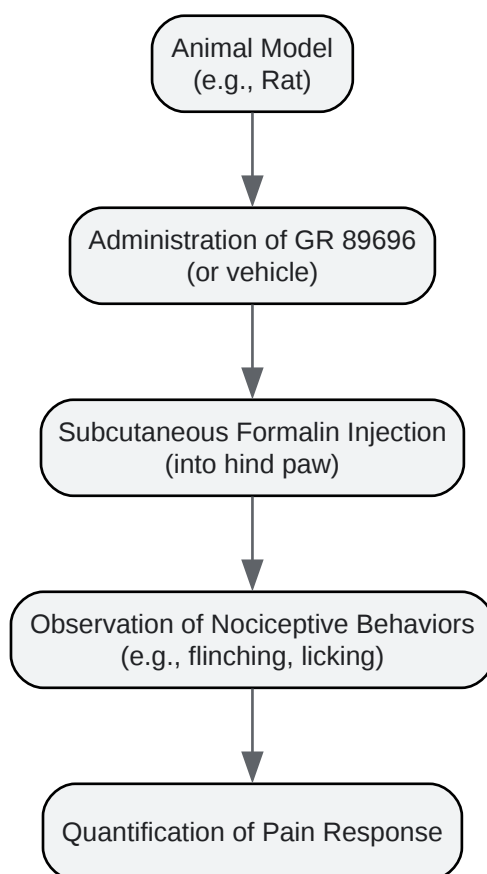 Animal Model
(e.g., Rat)
Administration of GR 89696
(or vehicle)
Subcutaneous Formalin Injection
(into hind paw)
Observation of Nociceptive Behaviors
(e.g., flinching, licking)
Quantification of Pain Response